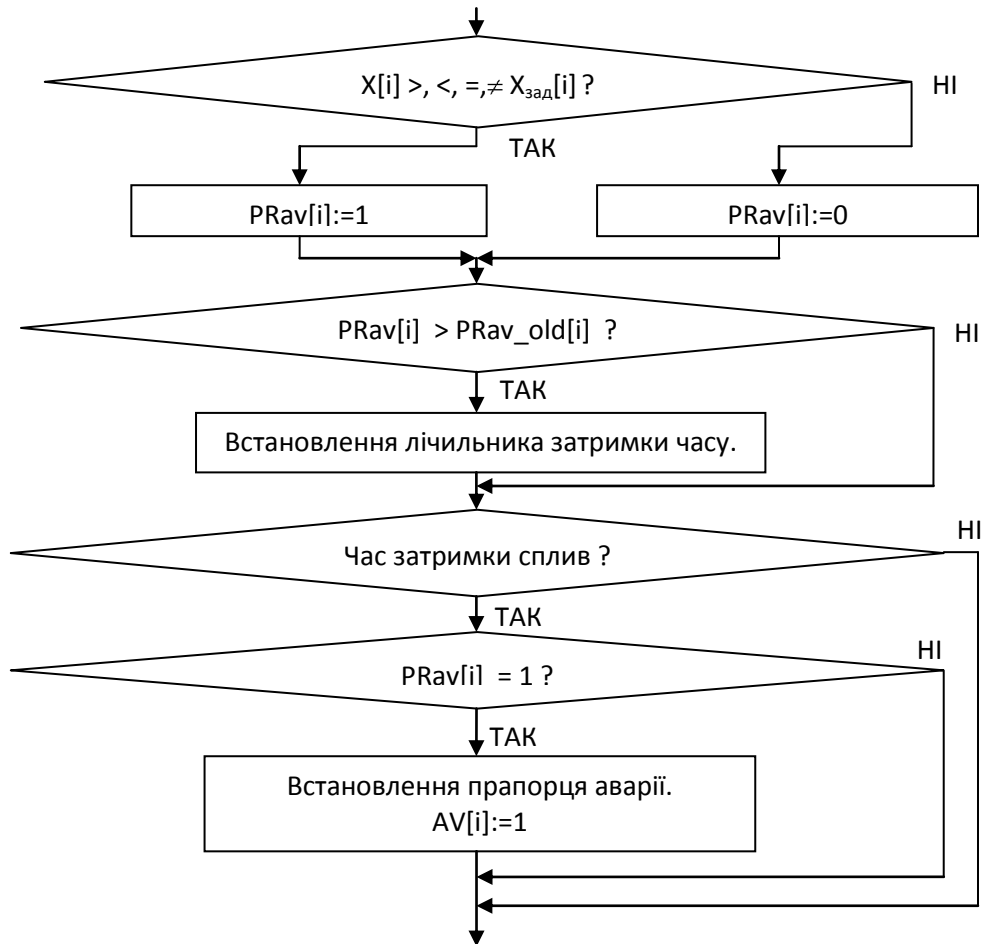 X[i] >, <, =,≠ Xзад[i] ?
НІ
ТАК
PRav[i]:=1
PRav[i]:=0
PRav[i] > PRav_old[i] ?
НІ
ТАК
Встановлення лічильника затримки часу.
НІ
Час затримки сплив ?
ТАК
НІ
PRav[i] = 1 ?
ТАК
Встановлення прапорця аварії.
AV[i]:=1